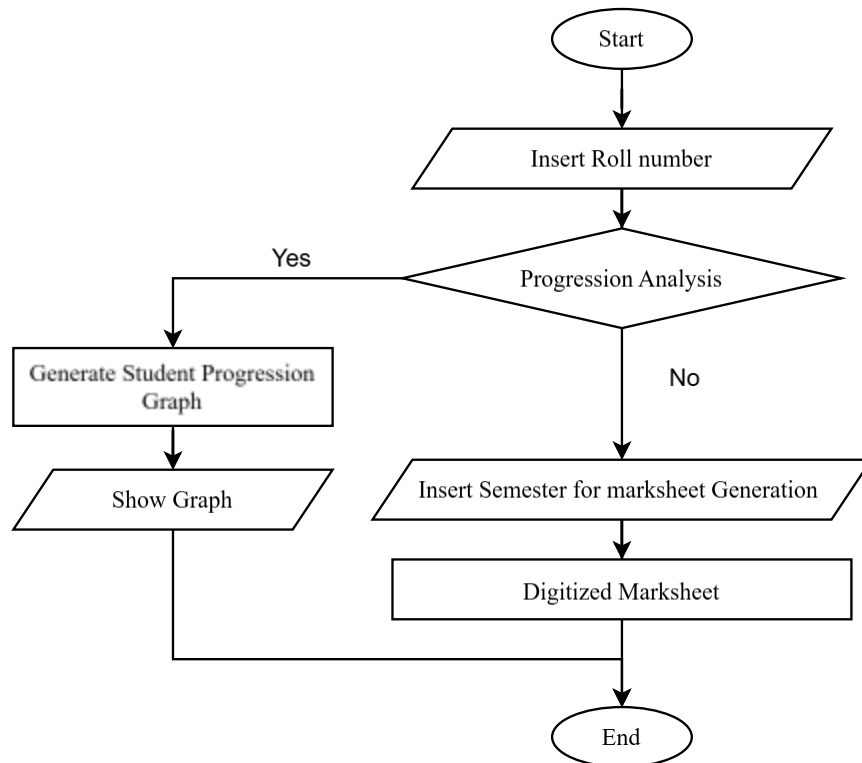 Start
Insert Roll number
Progression Analysis
Yes
No
Generate Student Progression
Graph
Show Graph
Insert Semester for marksheet Generation
Digitized Marksheet
End